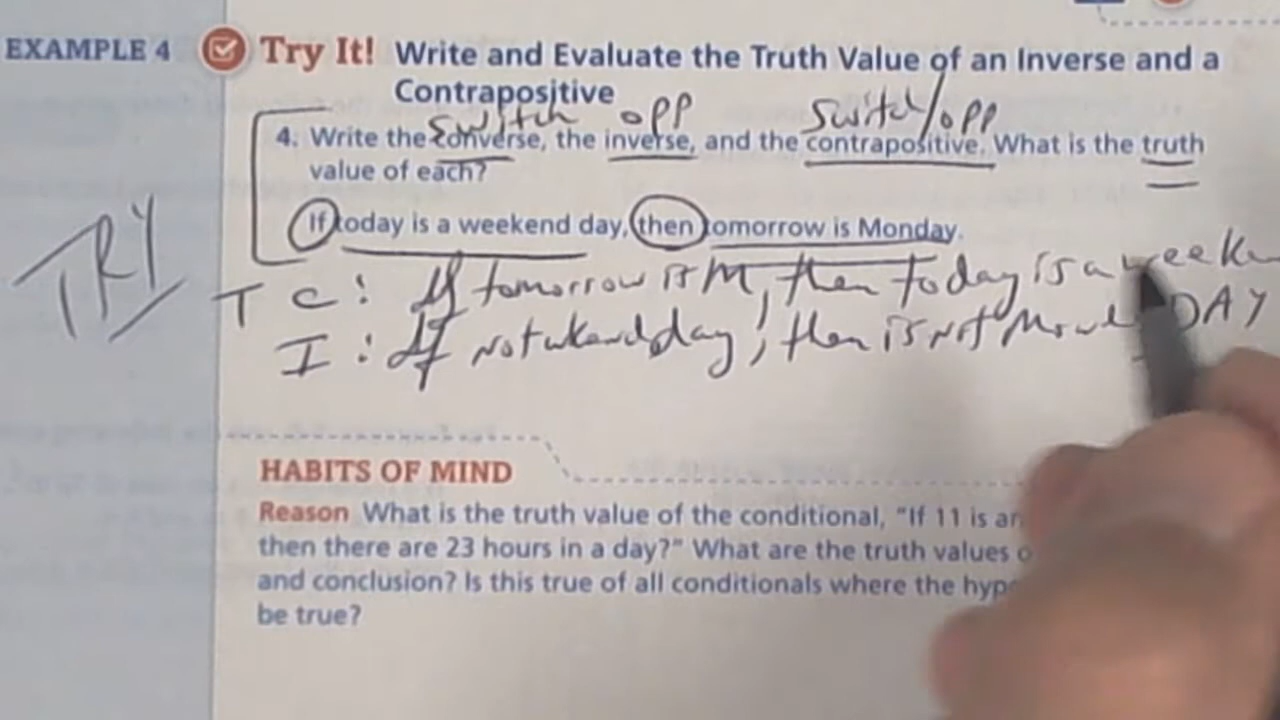 EXAMPLE 4 Try It! Write and Evaluate the Truth Value of an Inverse and a
Contrapositive
switch opp switch/opp
4. Write the converse, the inverse, and the contrapositive. What is the truth
value of each?
If today is a weekend day, then tomorrow is Monday.
TRY
T C: If tomorrow is M, then today is a weeken
I: If not wkend day, then is not DAY
HABITS OF MIND
Reason What is the truth value of the conditional, "If 11 is an
then there are 23 hours in a day?" What are the truth values o
and conclusion? Is this true of all conditionals where the hypo
be true?